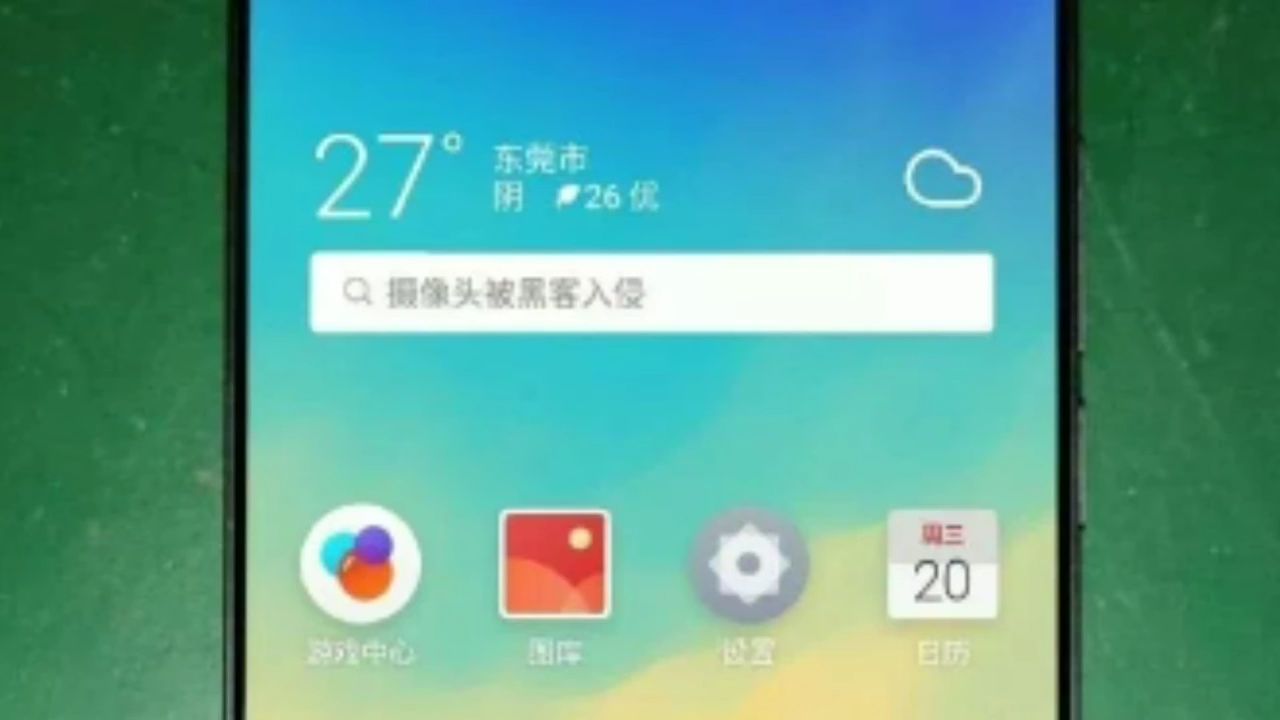 27°
东莞市
阴 26 优
摄像头被黑客入侵
周三
20
游戏中心 图库 设置 日历